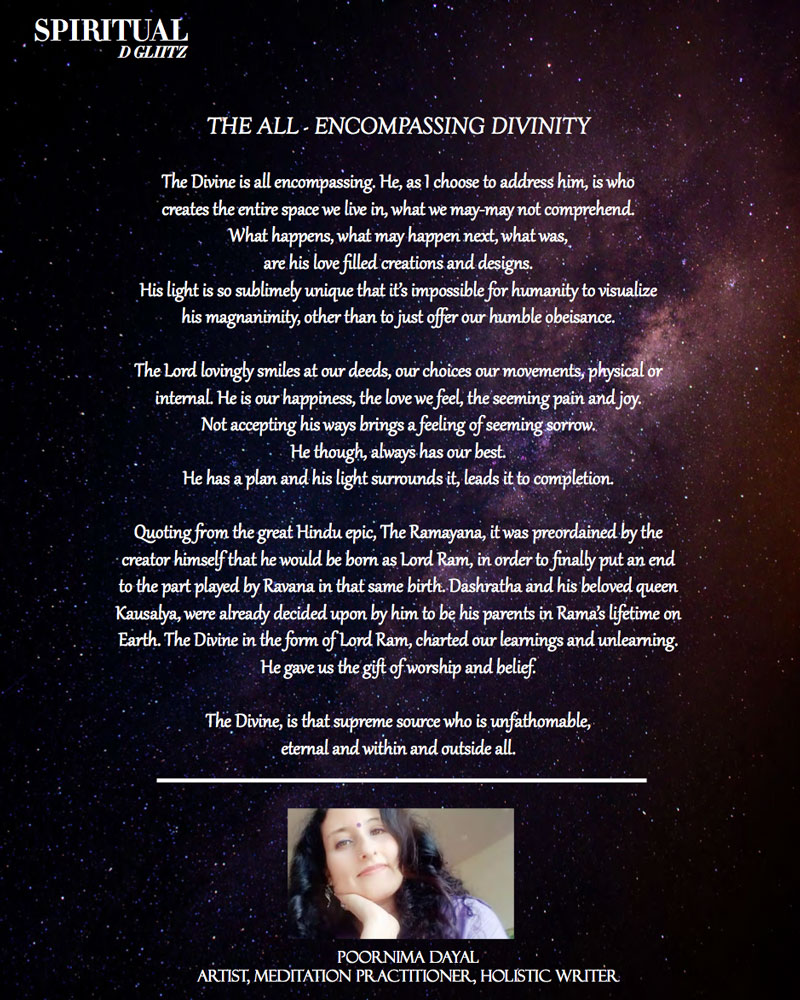 SPIRITUAL
D GLIITZ
THE ALL - ENCOMPASSING DIVINITY
The Divine is all encompassing. He, as I choose to address him, is who
creates the entire space we live in, what we may-may not comprehend.
What happens, what may happen next, what was,
are his love filled creations and designs.
His light is so sublimely unique that it's impossible for humanity to visualize
his magnanimity, other than to just offer our humble obeisance.
The Lord lovingly smiles at our deeds, our choices our movements, physical or
internal. He is our happiness, the love we feel, the seeming pain and joy.
Not accepting his ways brings a feeling of seeming sorrow.
He though, always has our best.
He has a plan and his light surrounds it, leads it to completion.
Quoting from the great Hindu epic, The Ramayana, it was preordained by the
creator himself that he would be born as Lord Ram, in order to finally put an end
to the part played by Ravana in that same birth. Dashratha and his beloved queen
Kausalya, were already decided upon by him to be his parents in Rama's lifetime on
Earth. The Divine in the form of Lord Ram, charted our learnings and unlearning.
He gave us the gift of worship and belief.
The Divine, is that supreme source who is unfathomable,
eternal and within and outside all.
POORNIMA DAYAL
ARTIST, MEDITATION PRACTITIONER, HOLISTIC WRITER